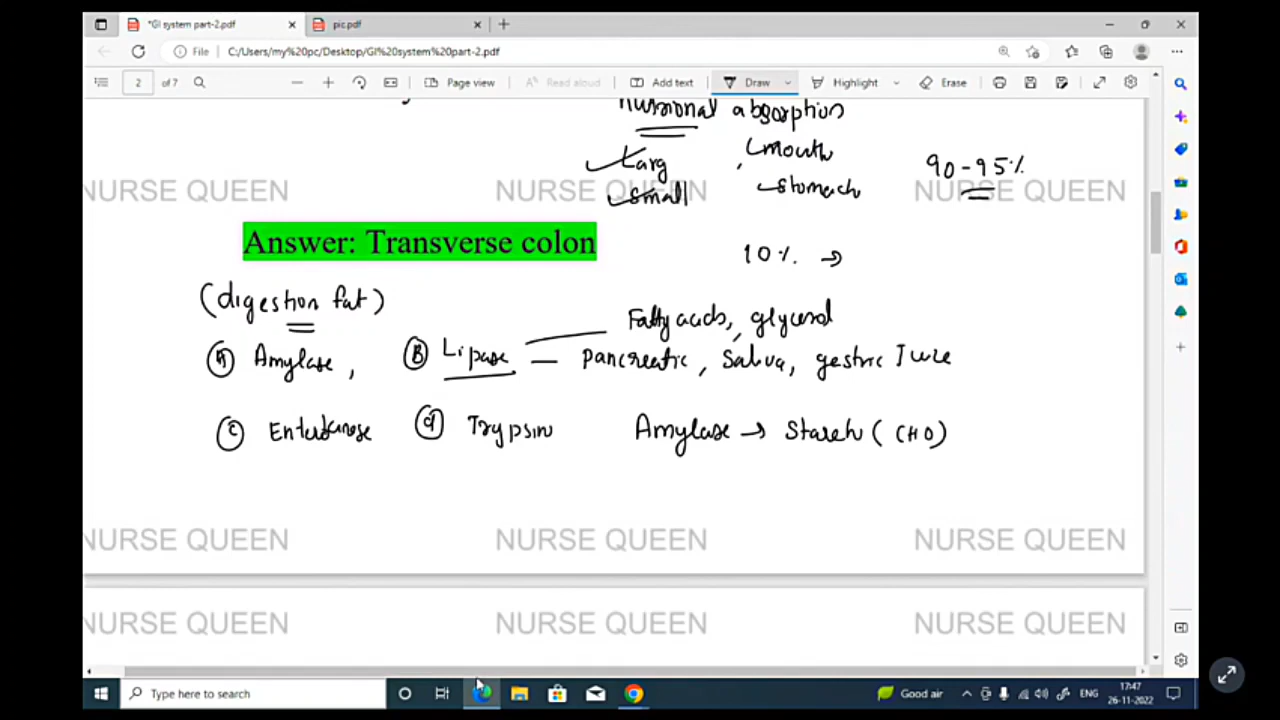 *GI system part-2.pdf
pic.pdf
File
C:/Users/my%20pc/Desktop/GI%20system%20part-2.pdf
2 of 7
Page view
Read aloud
Add text
Draw
Highlight
Erase
absorption
Larg
mouth
90-95%
NURSE QUEEN NURSE QUEEN NURSE QUEEN
small
stomach
Answer: Transverse colon
10% →
(digestion fat)
Fatty acids, glycerol
A Amylase, B Lipase — Pancreatic, Saliva, gestric
C d Trypsin Amylase → Starch (CHO)
NURSE QUEEN NURSE QUEEN NURSE QUEEN
NURSE QUEEN NURSE QUEEN NURSE QUEEN
Type here to search
Good air
ENG
17:47
26-11-2022